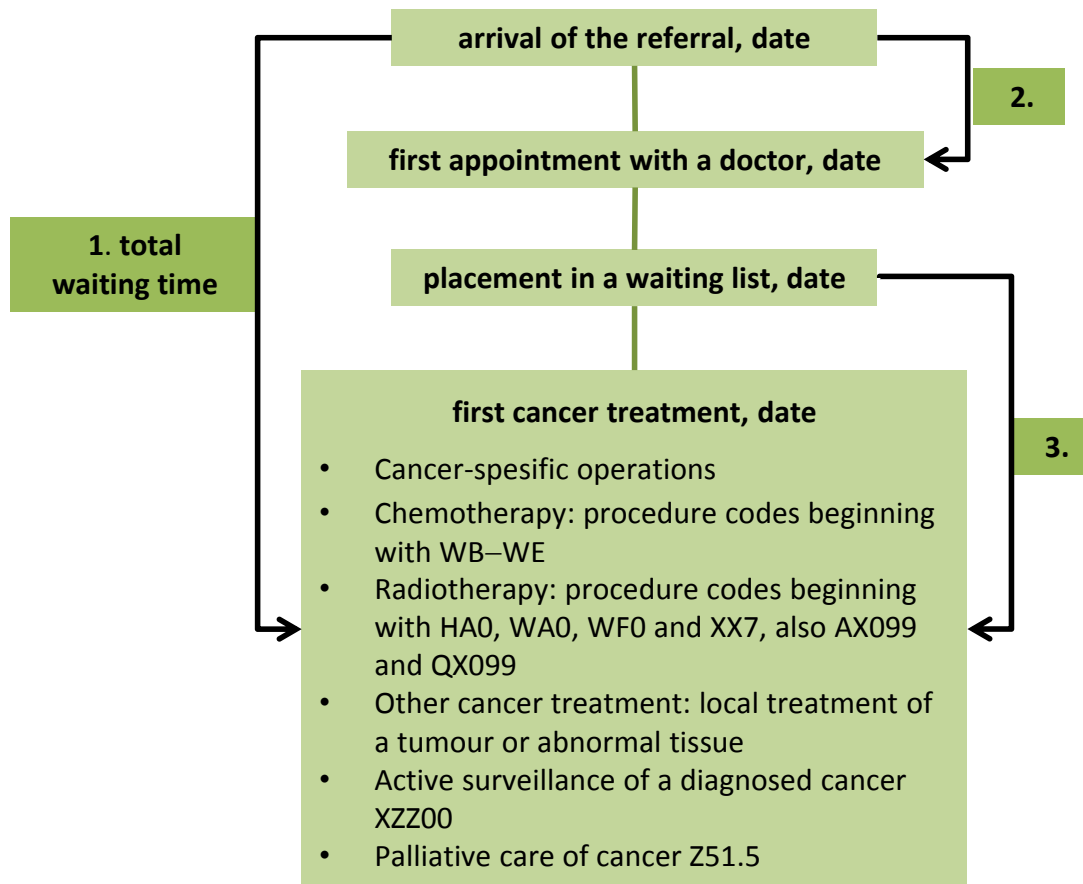 arrival of the referral, date
2.
first appointment with a doctor, date
1. total
waiting time
placement in a waiting list, date
first cancer treatment, date
• Cancer-spesific operations
• Chemotherapy: procedure codes beginning
with WB–WE
• Radiotherapy: procedure codes beginning
with HA0, WA0, WF0 and XX7, also AX099
and QX099
• Other cancer treatment: local treatment of
a tumour or abnormal tissue
• Active surveillance of a diagnosed cancer
XZZ00
• Palliative care of cancer Z51.5
3.